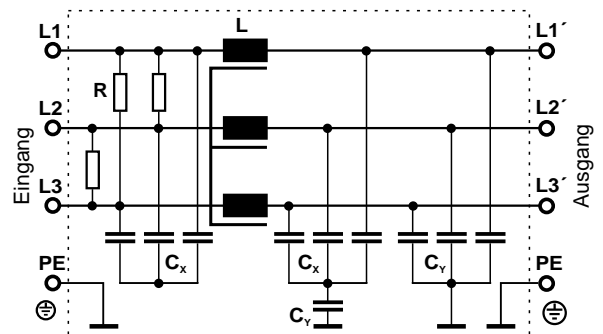 L1
L
L1´
R
L2
L2´
Eingang
Ausgang
L3
L3´
PE
Cx
Cx
CY
PE
CY